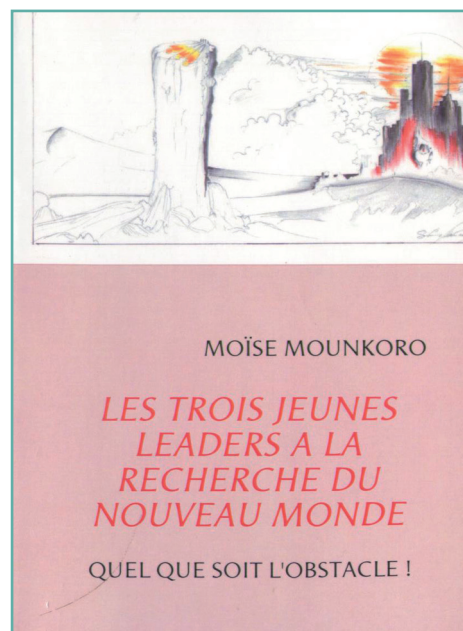 MOÏSE MOUNKORO
LES TROIS JEUNES
LEADERS A LA
RECHERCHE DU
NOUVEAU MONDE
QUEL QUE SOIT L'OBSTACLE !